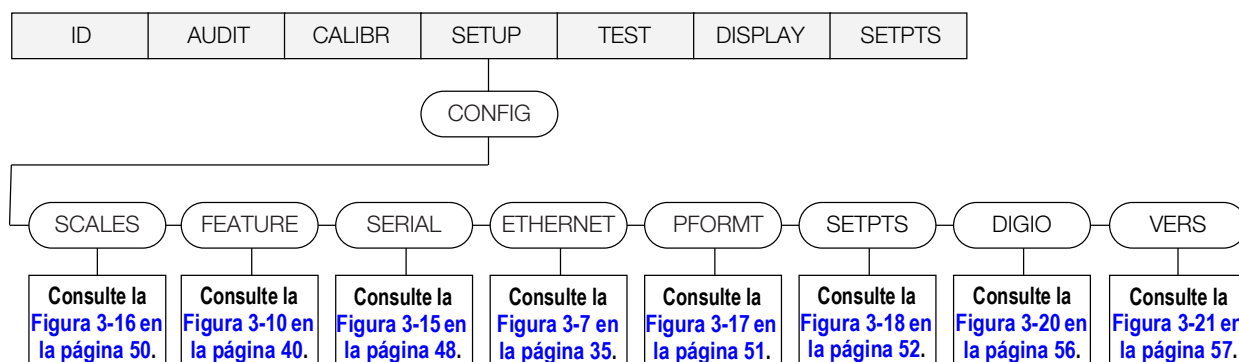 ID AUDIT CALIBR SETUP TEST DISPLAY SETPTS
CONFIG
SCALES FEATURE SERIAL ETHERNET PFORMT SETPTS DIGIO VERS
Consulte la
Figura 3-16 en
la página 50.
Consulte la
Figura 3-10 en
la página 40.
Consulte la
Figura 3-15 en
la página 48.
Consulte la
Figura 3-7 en
la página 35.
Consulte la
Figura 3-17 en
la página 51.
Consulte la
Figura 3-18 en
la página 52.
Consulte la
Figura 3-20 en
la página 56.
Consulte la
Figura 3-21 en
la página 57.